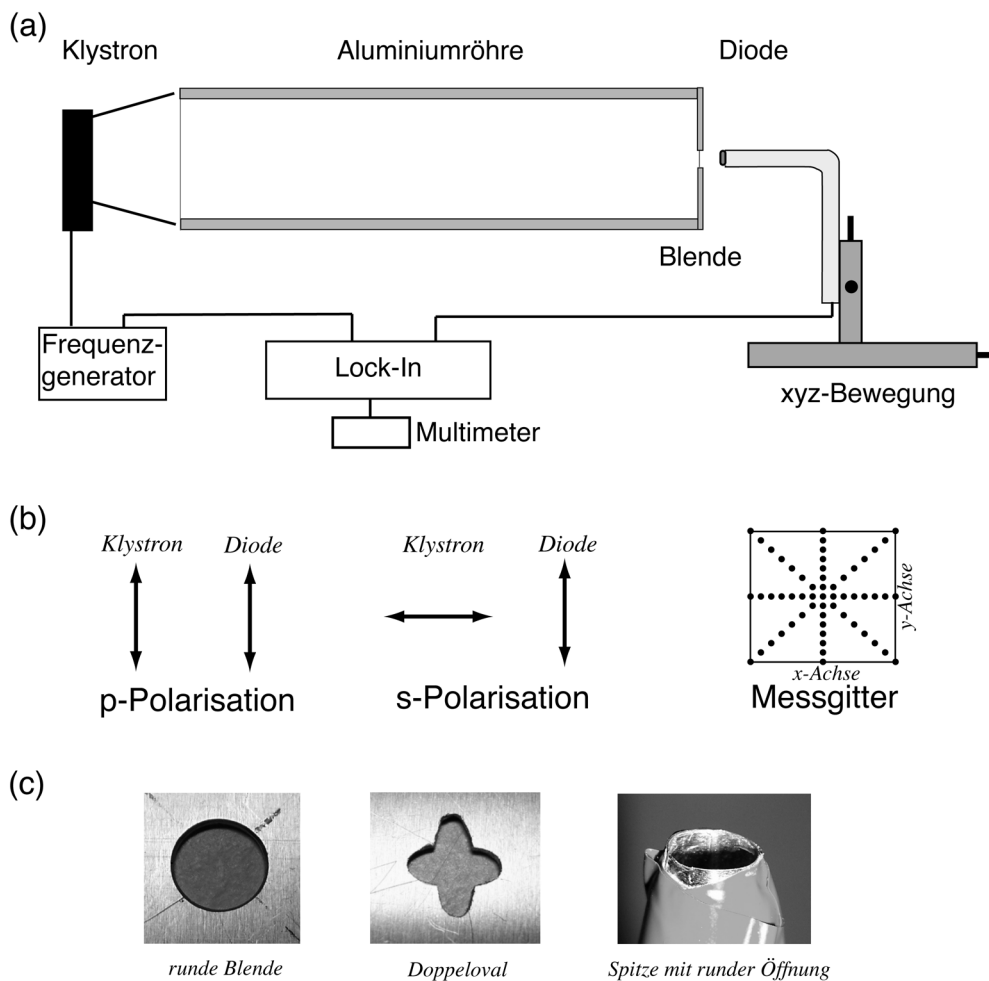 (a)
Klystron
Aluminiumröhre
Diode
Blende
Frequenz-
generator
Lock-In
Multimeter
xyz-Bewegung
(b)
Klystron
Diode
p-Polarisation
Klystron
Diode
s-Polarisation
y-Achse
x-Achse
Messgitter
(c)
runde Blende
Doppeloval
Spitze mit runder Öffnung